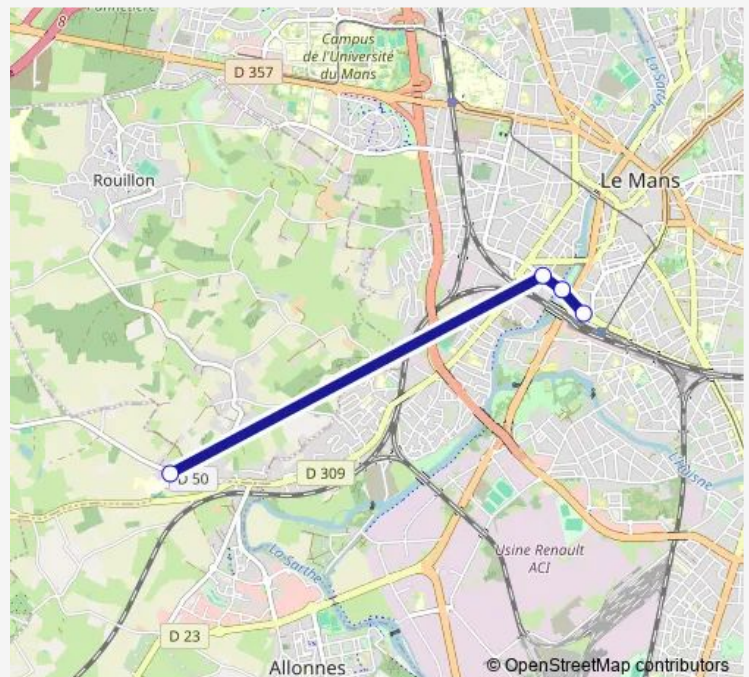 8
Campus
de l'Université
du Mans
D 357
La Sarthe
Rouillon
Le Mans
D 50
D 309
L'Huisne
Usine Renault
ACI
La Sarthe
D 23
Allonnes
© OpenStreetMap contributors